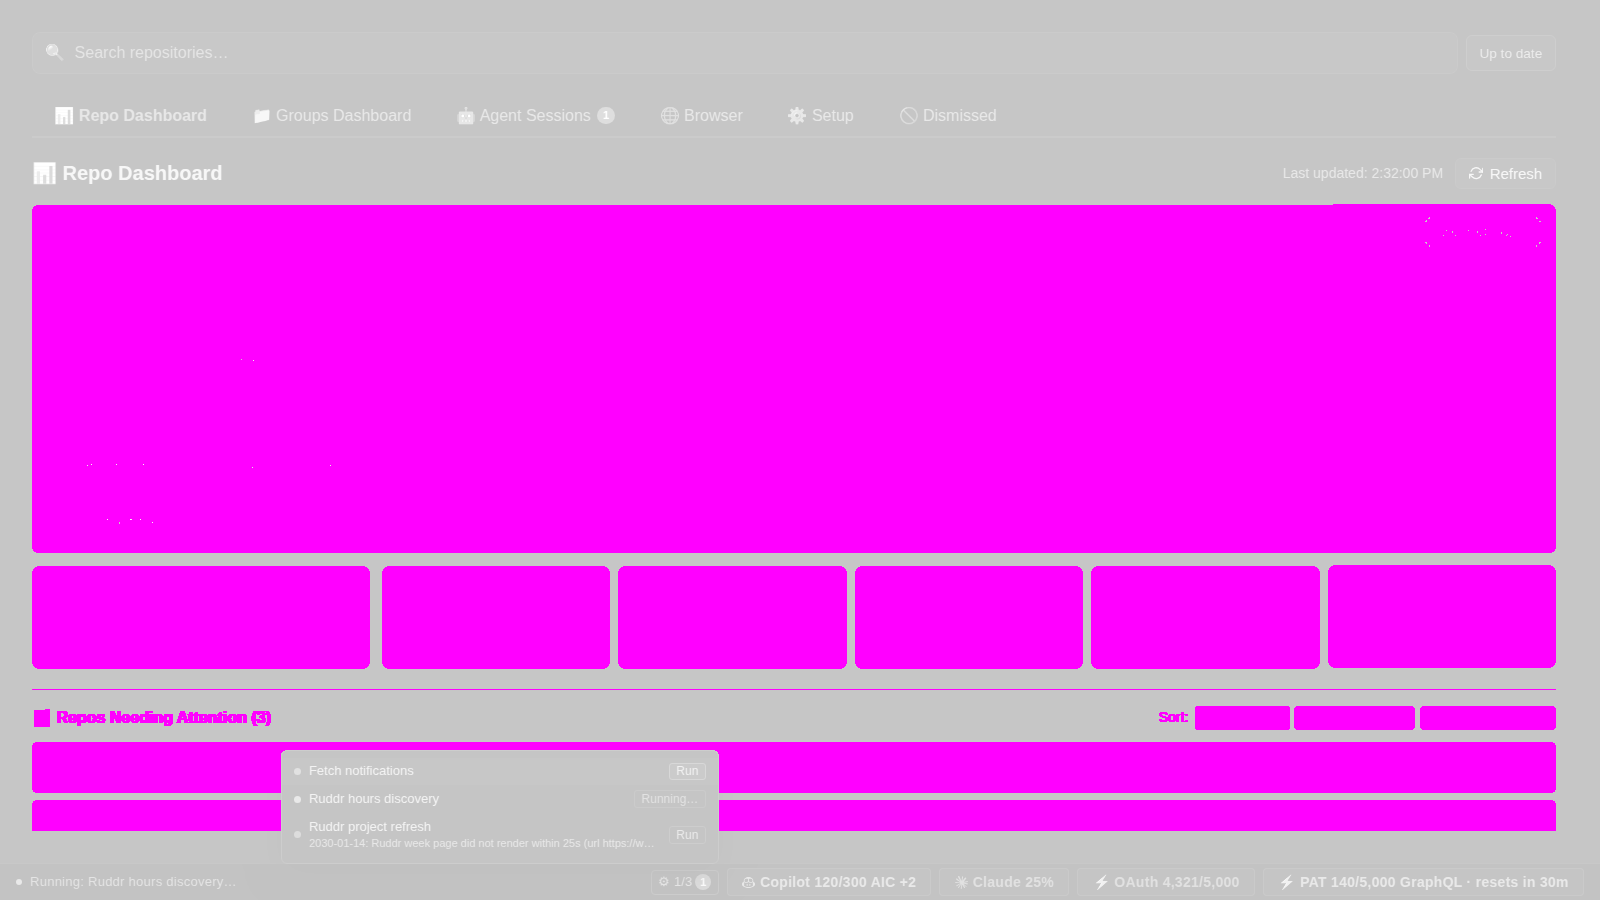 🔍 Search repositories…
Up to date
📊 Repo Dashboard
📁 Groups Dashboard
🤖 Agent Sessions 1
🌐 Browser
⚙️ Setup
🚫 Dismissed
📊 Repo Dashboard
Last updated: 2:32:00 PM
Refresh
Repos Needing Attention (3)
Sort:
Fetch notifications
Run
Ruddr hours discovery
Running…
Ruddr project refresh
2030-01-14: Ruddr week page did not render within 25s (url https://w…
Run
Running: Ruddr hours discovery…
⚙ 1/3 1
Copilot 120/300 AIC +2
Claude 25%
⚡ OAuth 4,321/5,000
⚡ PAT 140/5,000 GraphQL · resets in 30m